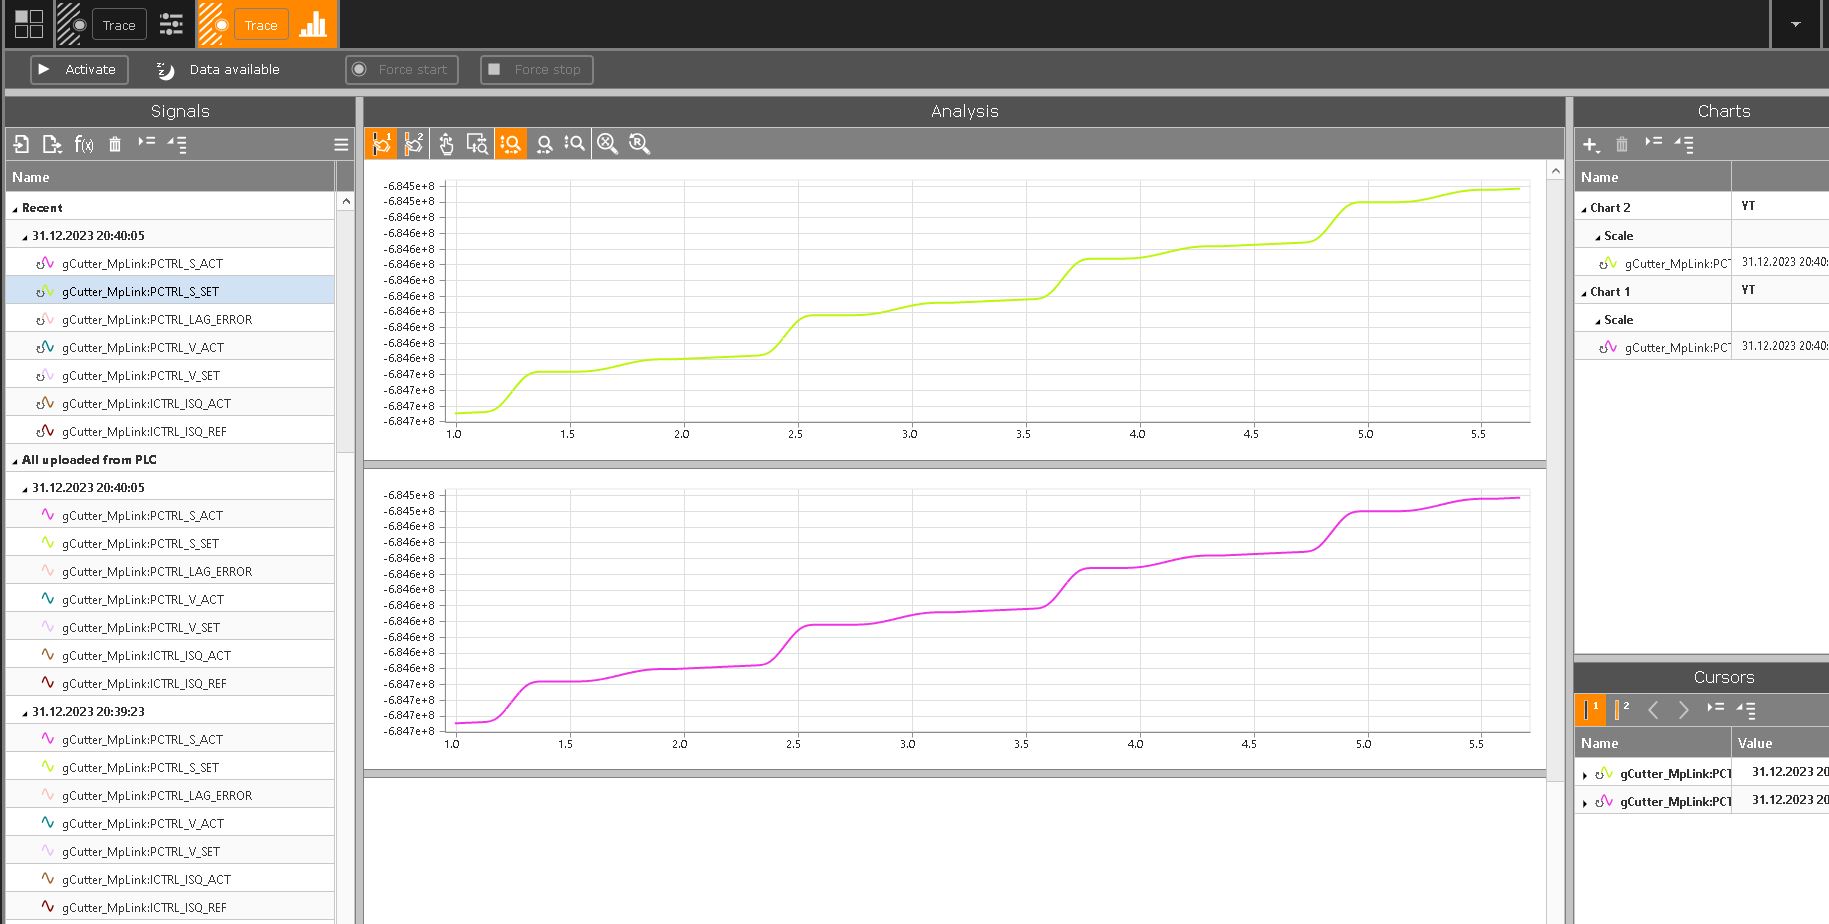 Trace
Trace
Activate
Data available
Force start
Force stop
Signals
f(x)
Name
Recent
31.12.2023 20:40:05
gCutter_MpLink:PCTRL_S_ACT
gCutter_MpLink:PCTRL_S_SET
gCutter_MpLink:PCTRL_LAG_ERROR
gCutter_MpLink:PCTRL_V_ACT
gCutter_MpLink:PCTRL_V_SET
gCutter_MpLink:ICTRL_ISQ_ACT
gCutter_MpLink:ICTRL_ISQ_REF
All uploaded from PLC
31.12.2023 20:40:05
gCutter_MpLink:PCTRL_S_ACT
gCutter_MpLink:PCTRL_S_SET
gCutter_MpLink:PCTRL_LAG_ERROR
gCutter_MpLink:PCTRL_V_ACT
gCutter_MpLink:PCTRL_V_SET
gCutter_MpLink:ICTRL_ISQ_ACT
gCutter_MpLink:ICTRL_ISQ_REF
31.12.2023 20:39:23
gCutter_MpLink:PCTRL_S_ACT
gCutter_MpLink:PCTRL_S_SET
gCutter_MpLink:PCTRL_LAG_ERROR
gCutter_MpLink:PCTRL_V_ACT
gCutter_MpLink:PCTRL_V_SET
gCutter_MpLink:ICTRL_ISQ_ACT
gCutter_MpLink:ICTRL_ISQ_REF
Analysis
1 2 R
-6.845e+8
-6.845e+8
-6.846e+8
-6.846e+8
-6.846e+8
-6.846e+8
-6.846e+8
-6.846e+8
-6.846e+8
-6.846e+8
-6.846e+8
-6.846e+8
-6.847e+8
-6.847e+8
-6.847e+8
-6.847e+8
1.0 1.5 2.0 2.5 3.0 3.5 4.0 4.5 5.0 5.5
-6.845e+8
-6.845e+8
-6.846e+8
-6.846e+8
-6.846e+8
-6.846e+8
-6.846e+8
-6.846e+8
-6.846e+8
-6.846e+8
-6.846e+8
-6.846e+8
-6.847e+8
-6.847e+8
-6.847e+8
-6.847e+8
1.0 1.5 2.0 2.5 3.0 3.5 4.0 4.5 5.0 5.5
Charts
Name
Chart 2 YT
Scale
gCutter_MpLink:PCT 31.12.2023 20:40:
Chart 1 YT
Scale
gCutter_MpLink:PCT 31.12.2023 20:40:
Cursors
1 2
Name Value
gCutter_MpLink:PCT 31.12.2023 20
gCutter_MpLink:PCT 31.12.2023 20